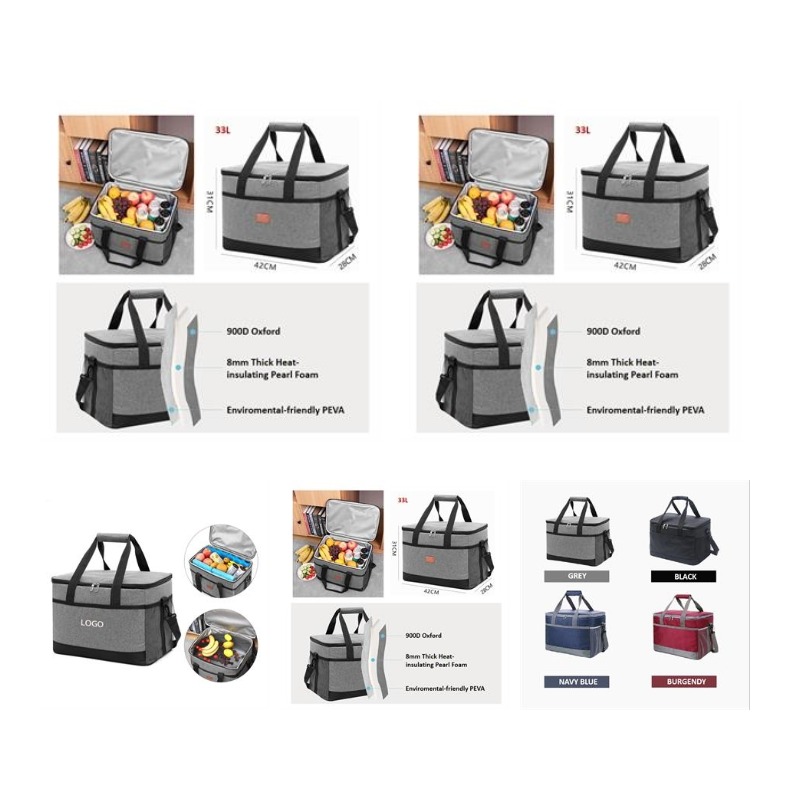 33L
31CM
42CM
28CM
900D Oxford
8mm Thick Heat-
insulating Pearl Foam
Enviromental-friendly PEVA
33L
31CM
42CM
28CM
900D Oxford
8mm Thick Heat-
insulating Pearl Foam
Enviromental-friendly PEVA
LOGO
33L
31CM
42CM
28CM
900D Oxford
8mm Thick Heat-
insulating Pearl Foam
Enviromental-friendly PEVA
GREY
BLACK
NAVY BLUE
BURGENDY